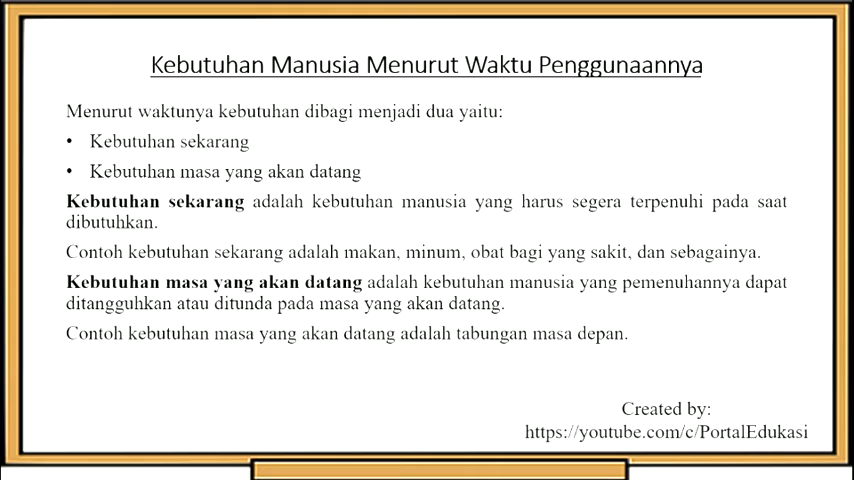 Kebutuhan Manusia Menurut Waktu Penggunaannya
Menurut waktunya kebutuhan dibagi menjadi dua yaitu:
• Kebutuhan sekarang
• Kebutuhan masa yang akan datang
Kebutuhan sekarang adalah kebutuhan manusia yang harus segera terpenuhi pada saat
dibutuhkan.
Contoh kebutuhan sekarang adalah makan, minum, obat bagi yang sakit, dan sebagainya.
Kebutuhan masa yang akan datang adalah kebutuhan manusia yang pemenuhannya dapat
ditangguhkan atau ditunda pada masa yang akan datang.
Contoh kebutuhan masa yang akan datang adalah tabungan masa depan.
Created by:
https://youtube.com/c/PortalEdukasi